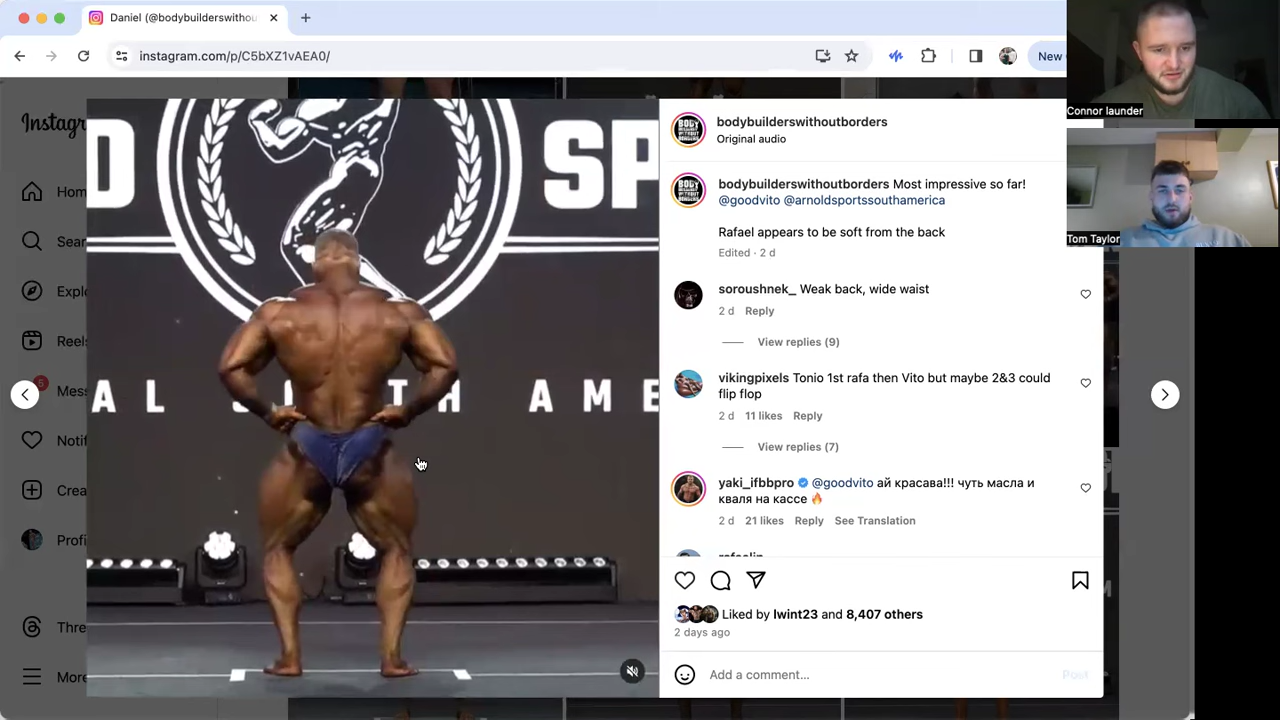 Daniel (@bodybuilderswithou
instagram.com/p/C5bXZ1vAEA0/
New
Connor launder
Tom Taylor
Instagr
Hom
Sear
Explo
Reels
5
Mess
Notif
Crea
Profi
Thre
More
D
SP
AL S TH AME
bodybuilderswithoutborders
Original audio
bodybuilderswithoutborders Most impressive so far!
@goodvito @arnoldsportssouthamerica
Rafael appears to be soft from the back
Edited · 2 d
soroushnek_ Weak back, wide waist
2 d Reply
View replies (9)
vikingpixels Tonio 1st rafa then Vito but maybe 2&3 could
flip flop
2 d 11 likes Reply
View replies (7)
yaki_ifbbpro @goodvito ай красава!!! чуть масла и
кваля на кассе 🔥
2 d 21 likes Reply See Translation
Liked by lwint23 and 8,407 others
2 days ago
Add a comment...
Post